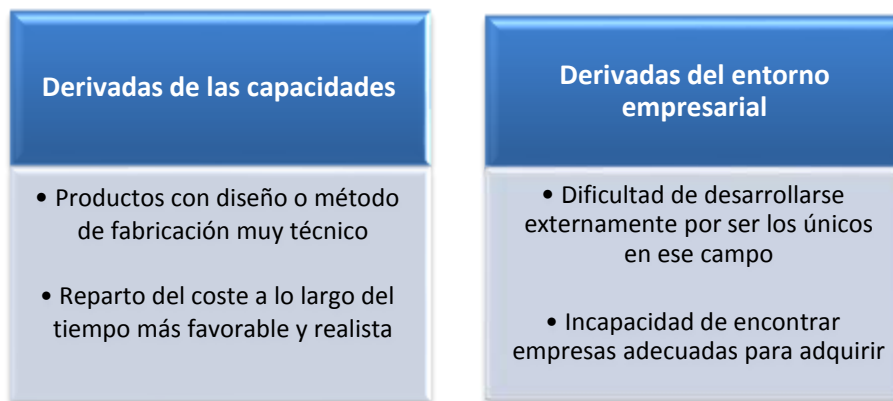 Derivadas de las capacidades
• Productos con diseño o método
de fabricación muy técnico
• Reparto del coste a lo largo del
tiempo más favorable y realista
Derivadas del entorno
empresarial
• Dificultad de desarrollarse
externamente por ser los únicos
en ese campo
• Incapacidad de encontrar
empresas adecuadas para adquirir